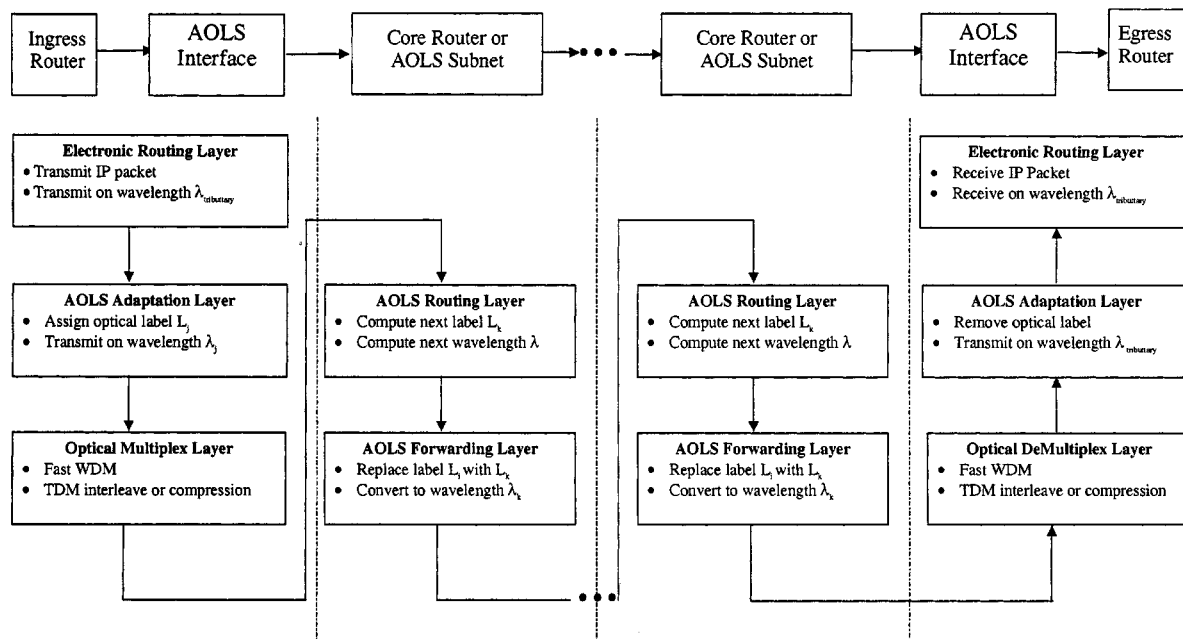 Ingress
Router
AOLS
Interface
Core Router or
AOLS Subnet
•••
Core Router or
AOLS Subnet
AOLS
Interface
Egress
Router
Electronic Routing Layer
• Transmit IP packet
• Transmit on wavelength λtributary
AOLS Adaptation Layer
• Assign optical label Lj
• Transmit on wavelength λj
Optical Multiplex Layer
• Fast WDM
• TDM interleave or compression
AOLS Routing Layer
• Compute next label Lk
• Compute next wavelength λ
AOLS Forwarding Layer
• Replace label Lj with Lk
• Convert to wavelength λk
•••
AOLS Routing Layer
• Compute next label Lk
• Compute next wavelength λ
AOLS Forwarding Layer
• Replace label Lj with Lk
• Convert to wavelength λk
Electronic Routing Layer
• Receive IP Packet
• Receive on wavelength λtributary
AOLS Adaptation Layer
• Remove optical label
• Transmit on wavelength λtributary
Optical DeMultiplex Layer
• Fast WDM
• TDM interleave or compression